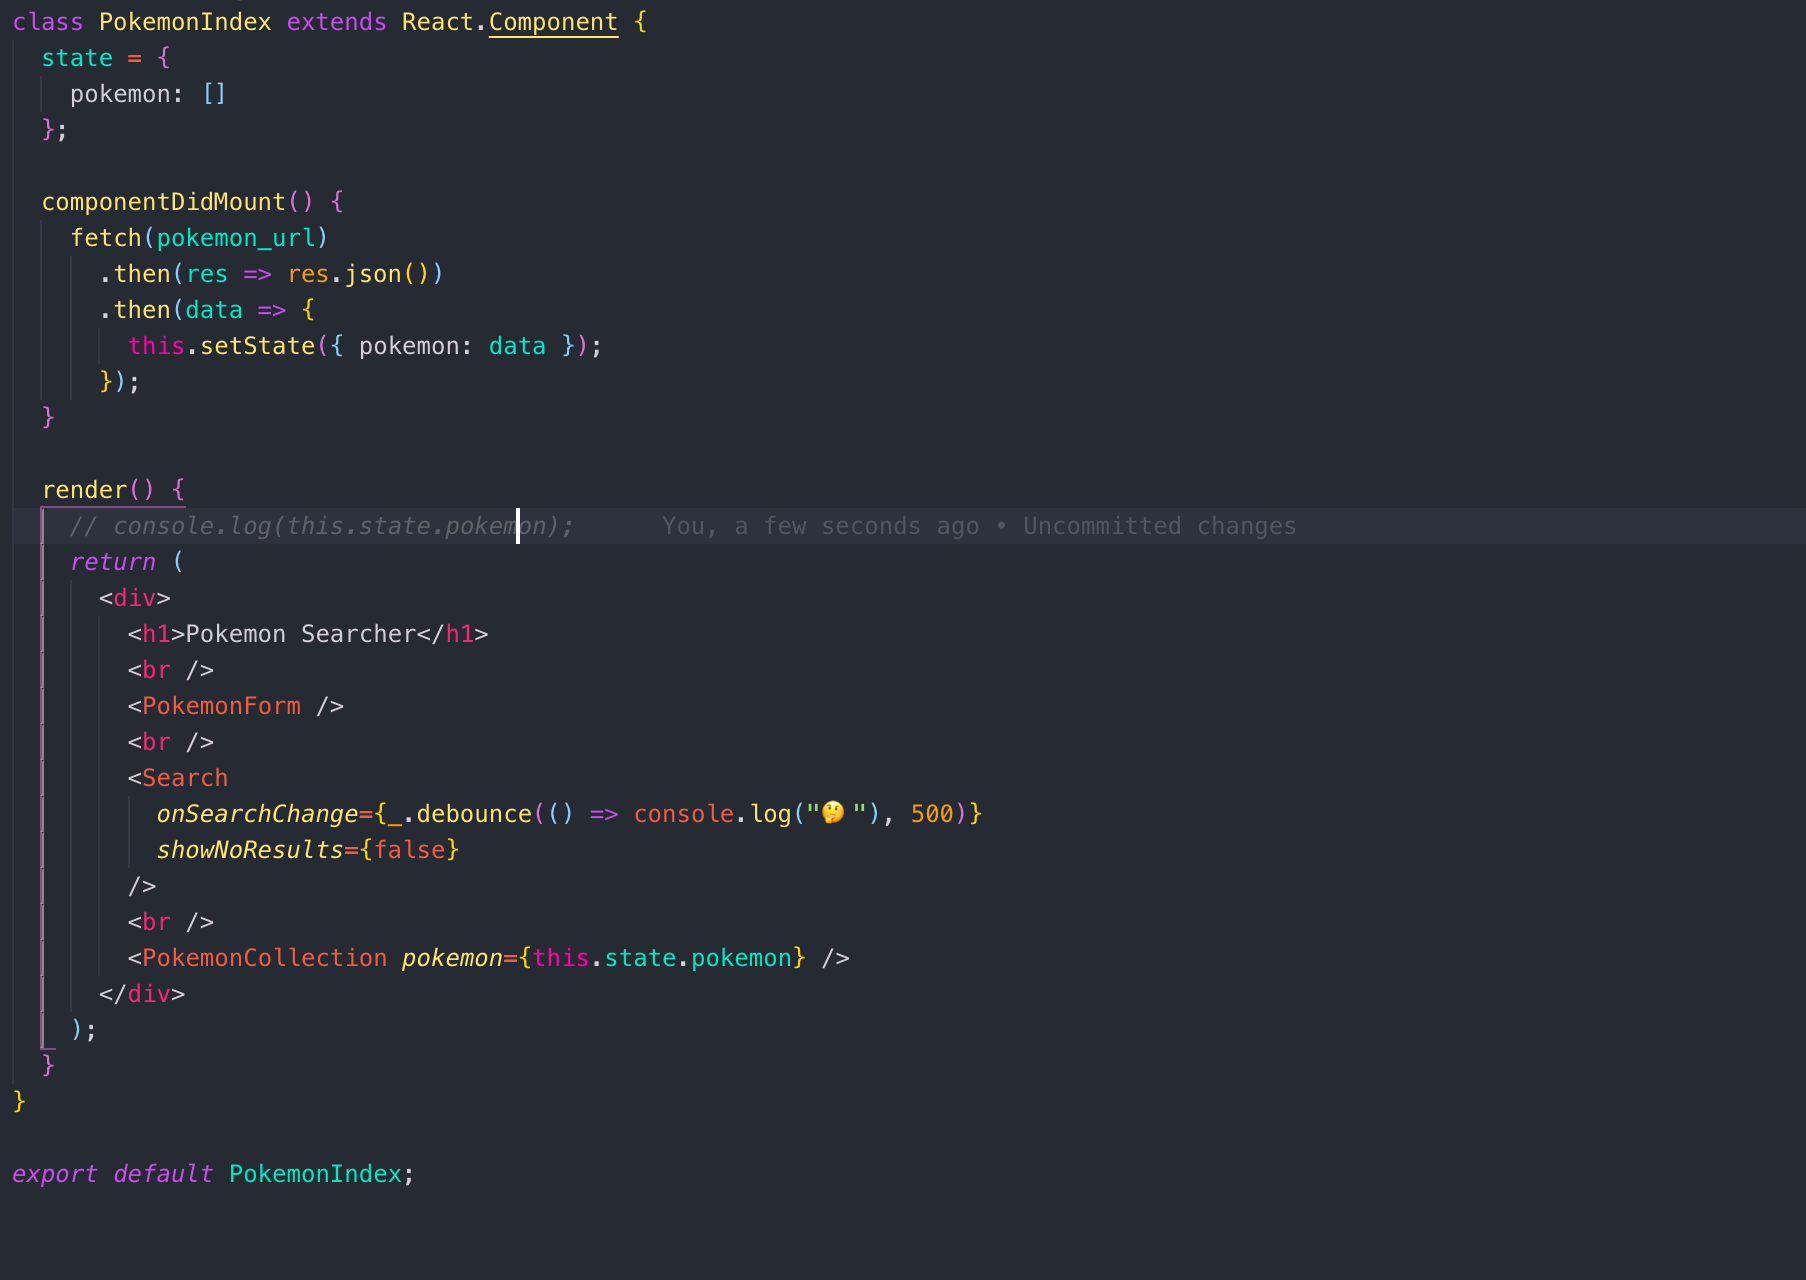 class PokemonIndex extends React.Component {
  state = {
    pokemon: []
  };

  componentDidMount() {
    fetch(pokemon_url)
      .then(res => res.json())
      .then(data => {
        this.setState({ pokemon: data });
      });
  }

  render() {
    // console.log(this.state.pokemon);      You, a few seconds ago • Uncommitted changes
    return (
      <div>
        <h1>Pokemon Searcher</h1>
        <br />
        <PokemonForm />
        <br />
        <Search
          onSearchChange={_.debounce(() => console.log("🤔"), 500)}
          showNoResults={false}
        />
        <br />
        <PokemonCollection pokemon={this.state.pokemon} />
      </div>
    );
  }
}

export default PokemonIndex;